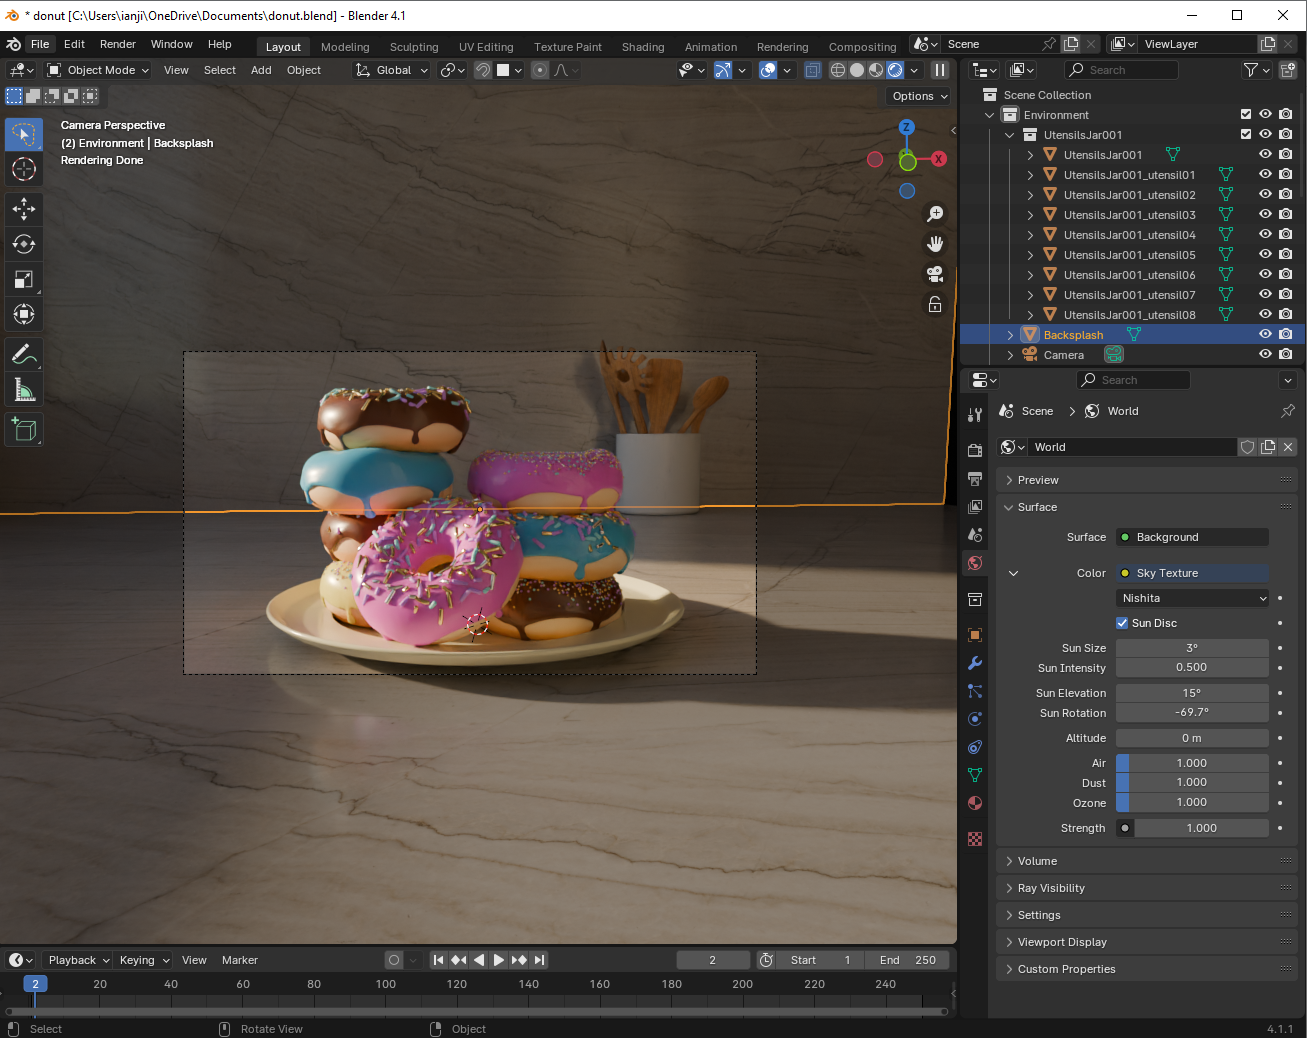 * donut [C:\Users\ianji\OneDrive\Documents\donut.blend] - Blender 4.1
File Edit Render Window Help Layout Modeling Sculpting UV Editing Texture Paint Shading Animation Rendering Compositing Scene ViewLayer
Object Mode View Select Add Object Global Search
Options
Camera Perspective
(2) Environment | Backsplash
Rendering Done
Z
X
Scene Collection
Environment
UtensilsJar001
UtensilsJar001
UtensilsJar001_utensil01
UtensilsJar001_utensil02
UtensilsJar001_utensil03
UtensilsJar001_utensil04
UtensilsJar001_utensil05
UtensilsJar001_utensil06
UtensilsJar001_utensil07
UtensilsJar001_utensil08
Backsplash
Camera
Search
Scene > World
World
Preview
Surface
Surface Background
Color Sky Texture
Nishita
Sun Disc
Sun Size 3°
Sun Intensity 0.500
Sun Elevation 15°
Sun Rotation -69.7°
Altitude 0 m
Air 1.000
Dust 1.000
Ozone 1.000
Strength 1.000
Volume
Ray Visibility
Settings
Viewport Display
Custom Properties
Playback Keying View Marker 2 Start 1 End 250
2 20 40 60 80 100 120 140 160 180 200 220 240
Select Rotate View Object 4.1.1